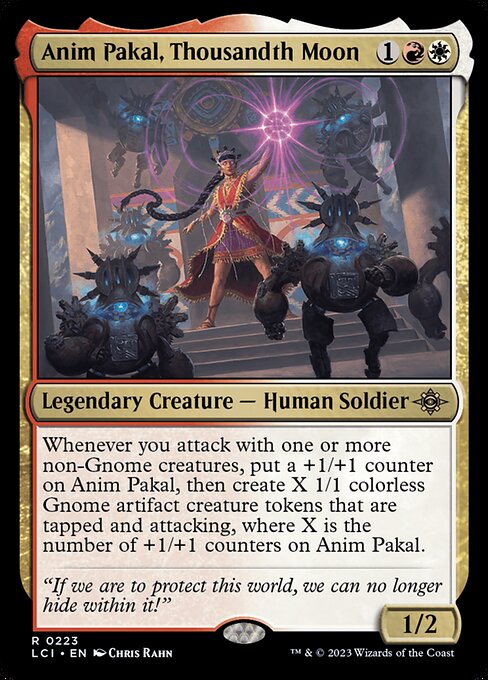 Anim Pakal, Thousandth Moon 1
Legendary Creature — Human Soldier
Whenever you attack with one or more
non-Gnome creatures, put a +1/+1 counter
on Anim Pakal, then create X 1/1 colorless
Gnome artifact creature tokens that are
tapped and attacking, where X is the
number of +1/+1 counters on Anim Pakal.
“If we are to protect this world, we can no longer
hide within it!”
1/2
R 0223
LCI • EN Chris Rahn
™ & © 2023 Wizards of the Coast